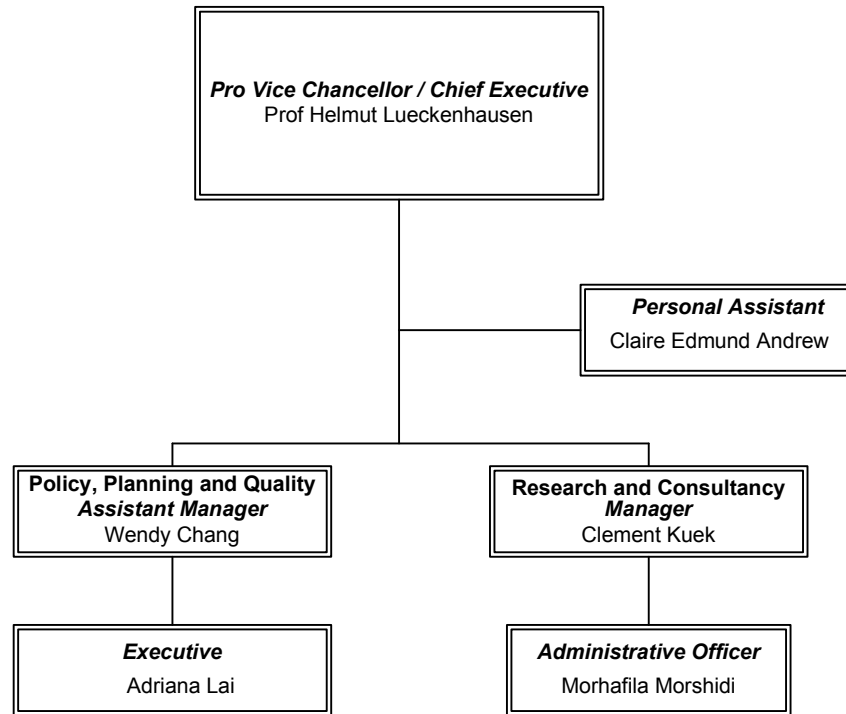 Pro Vice Chancellor / Chief Executive
Prof Helmut Lueckenhausen
Personal Assistant
Claire Edmund Andrew
Policy, Planning and Quality
Assistant Manager
Wendy Chang
Research and Consultancy
Manager
Clement Kuek
Executive
Adriana Lai
Administrative Officer
Morhafila Morshidi